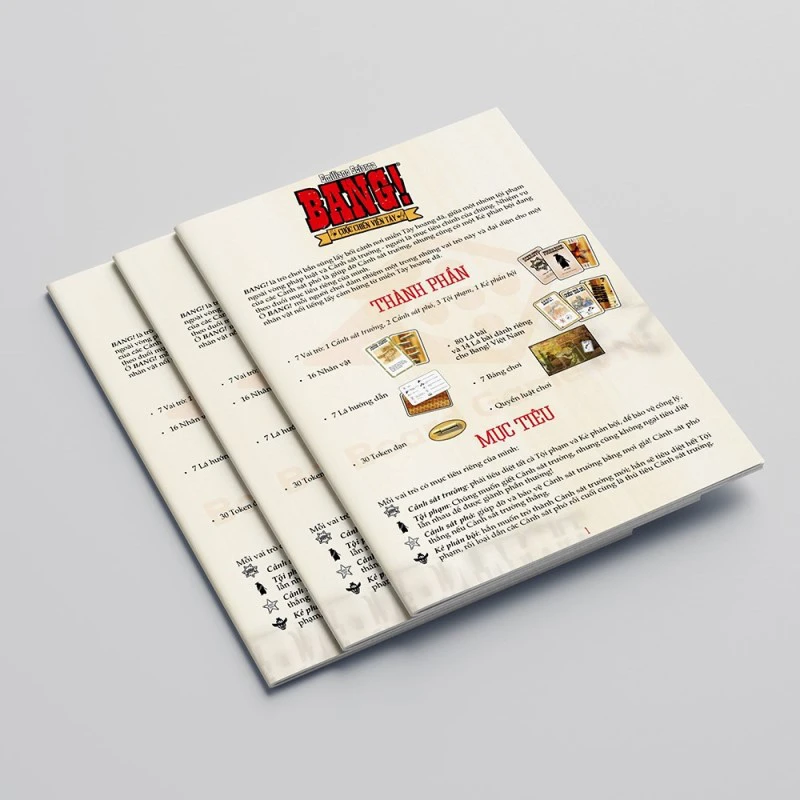 Emiliano Sciarra
BANG!
CUỘC CHIẾN VIỄN TÂY
BANG! là trò chơi bắn súng lấy bối cảnh nơi miền Tây hoang dã, giữa một nhóm tội phạm
ngoài vòng pháp luật và Cảnh sát trưởng - người là mục tiêu chính của chúng. Nhiệm vụ
của các Cảnh sát phó là giúp đỡ Cảnh sát trưởng, nhưng cũng có một Kẻ phản bội đang
theo đuổi mục tiêu riêng của mình.
Ở BANG! mỗi người chơi đảm nhiệm một trong những vai trò này và đại diện cho một
nhân vật nổi tiếng lấy cảm hứng từ miền Tây hoang dã.
THÀNH PHẦN
• 7 Vai trò: 1 Cảnh sát trưởng, 2 Cảnh sát phó, 3 Tội phạm, 1 Kẻ phản bội
• 16 Nhân vật
• 80 Lá bài
và 14 Lá bài dành riêng
cho Bang! Việt Nam
• 7 Lá hướng dẫn
• 7 Bảng chơi
• Quyển luật chơi
• 30 Token đạn
MỤC TIÊU
Mỗi vai trò có mục tiêu riêng của mình:
Cảnh sát trưởng: phải tiêu diệt tất cả Tội phạm và Kẻ phản bội, để bảo vệ công lý.
Tội phạm: Chúng muốn giết Cảnh sát trưởng, nhưng cũng không ngại tiêu diệt
lẫn nhau để được giành phần thưởng!
Cảnh sát phó: giúp đỡ và bảo vệ Cảnh sát trưởng bằng mọi giá! Cảnh sát phó
thắng nếu Cảnh sát trưởng thắng.
Kẻ phản bội: hắn muốn trở thành Cảnh sát trưởng mới; hắn sẽ tiêu diệt hết Tội
phạm, rồi loại dần các Cảnh sát phó rồi cuối cùng là thủ tiêu Cảnh sát trưởng.
1